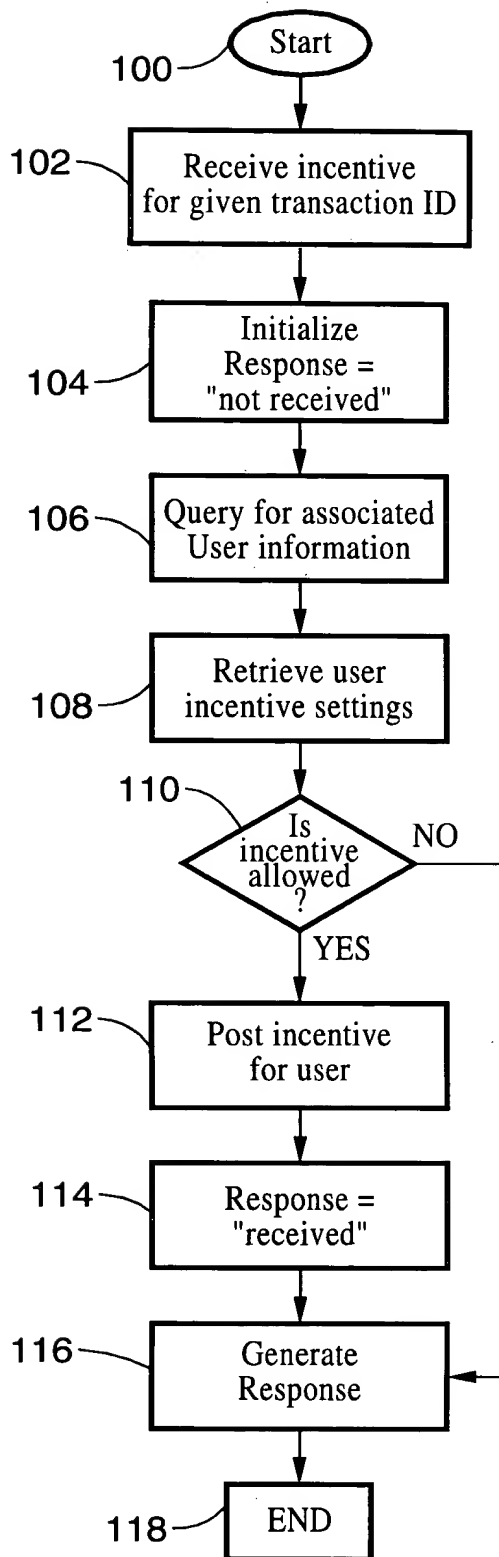 100
Start
102
Receive incentive
for given transaction ID
104
Initialize
Response =
"not received"
106
Query for associated
User information
108
Retrieve user
incentive settings
110
Is
incentive
allowed
?
NO
YES
112
Post incentive
for user
114
Response =
"received"
116
Generate
Response
118
END